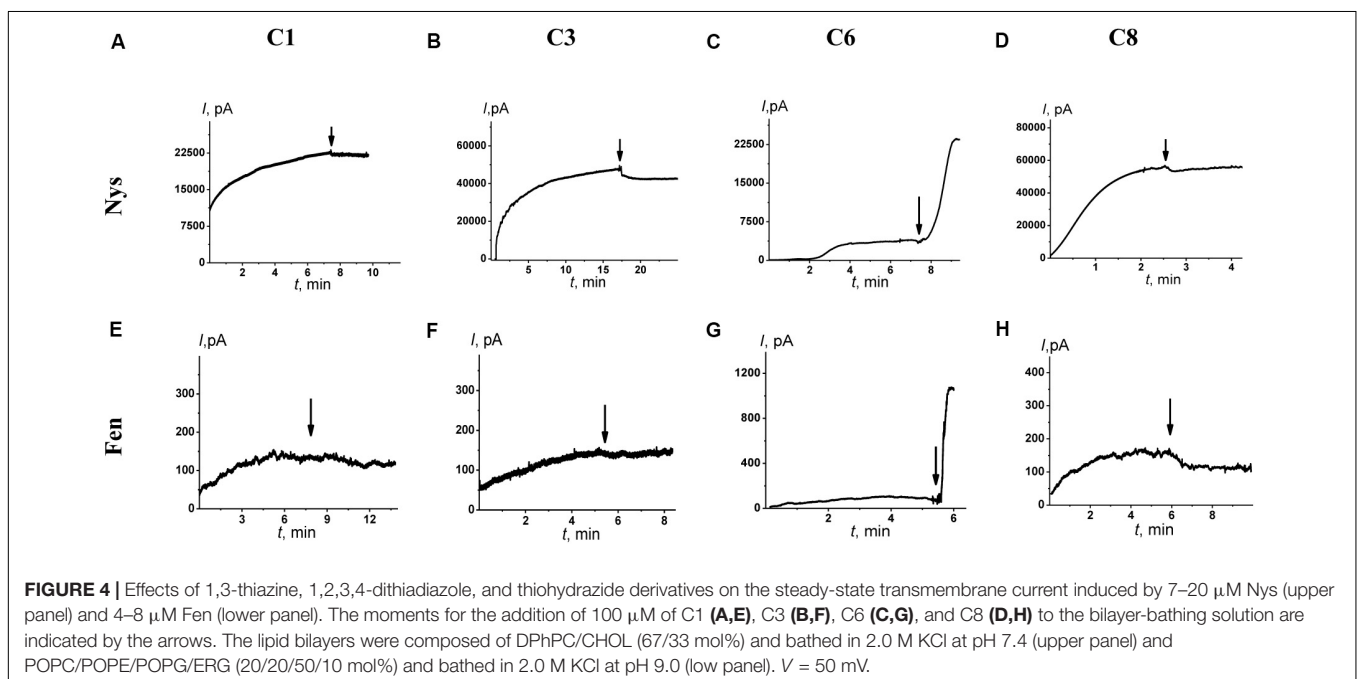 A C1 B C3 C C6 D C8
Nys
I, pA
22500
15000
7500
0
2 4 6 8 10
t, min
I,pA
60000
40000
20000
0
5 10 15 20
t, min
I, pA
22500
15000
7500
0
2 4 6 8
t, min
I, pA
80000
60000
40000
20000
0
0 1 2 3 4
t, min
E F G H
Fen
I,pA
300
200
100
0
3 6 9 12
t, min
I,pA
300
200
100
0
2 4 6 8
t, min
I, pA
1200
800
400
0
2 4 6
t, min
I,pA
400
300
200
100
0
2 4 6 8
t, min
FIGURE 4 | Effects of 1,3-thiazine, 1,2,3,4-dithiadiazole, and thiohydrazide derivatives on the steady-state transmembrane current induced by 7–20 μM Nys (upper
panel) and 4–8 μM Fen (lower panel). The moments for the addition of 100 μM of C1 (A,E), C3 (B,F), C6 (C,G), and C8 (D,H) to the bilayer-bathing solution are
indicated by the arrows. The lipid bilayers were composed of DPhPC/CHOL (67/33 mol%) and bathed in 2.0 M KCl at pH 7.4 (upper panel) and
POPC/POPE/POPG/ERG (20/20/50/10 mol%) and bathed in 2.0 M KCl at pH 9.0 (low panel). V = 50 mV.